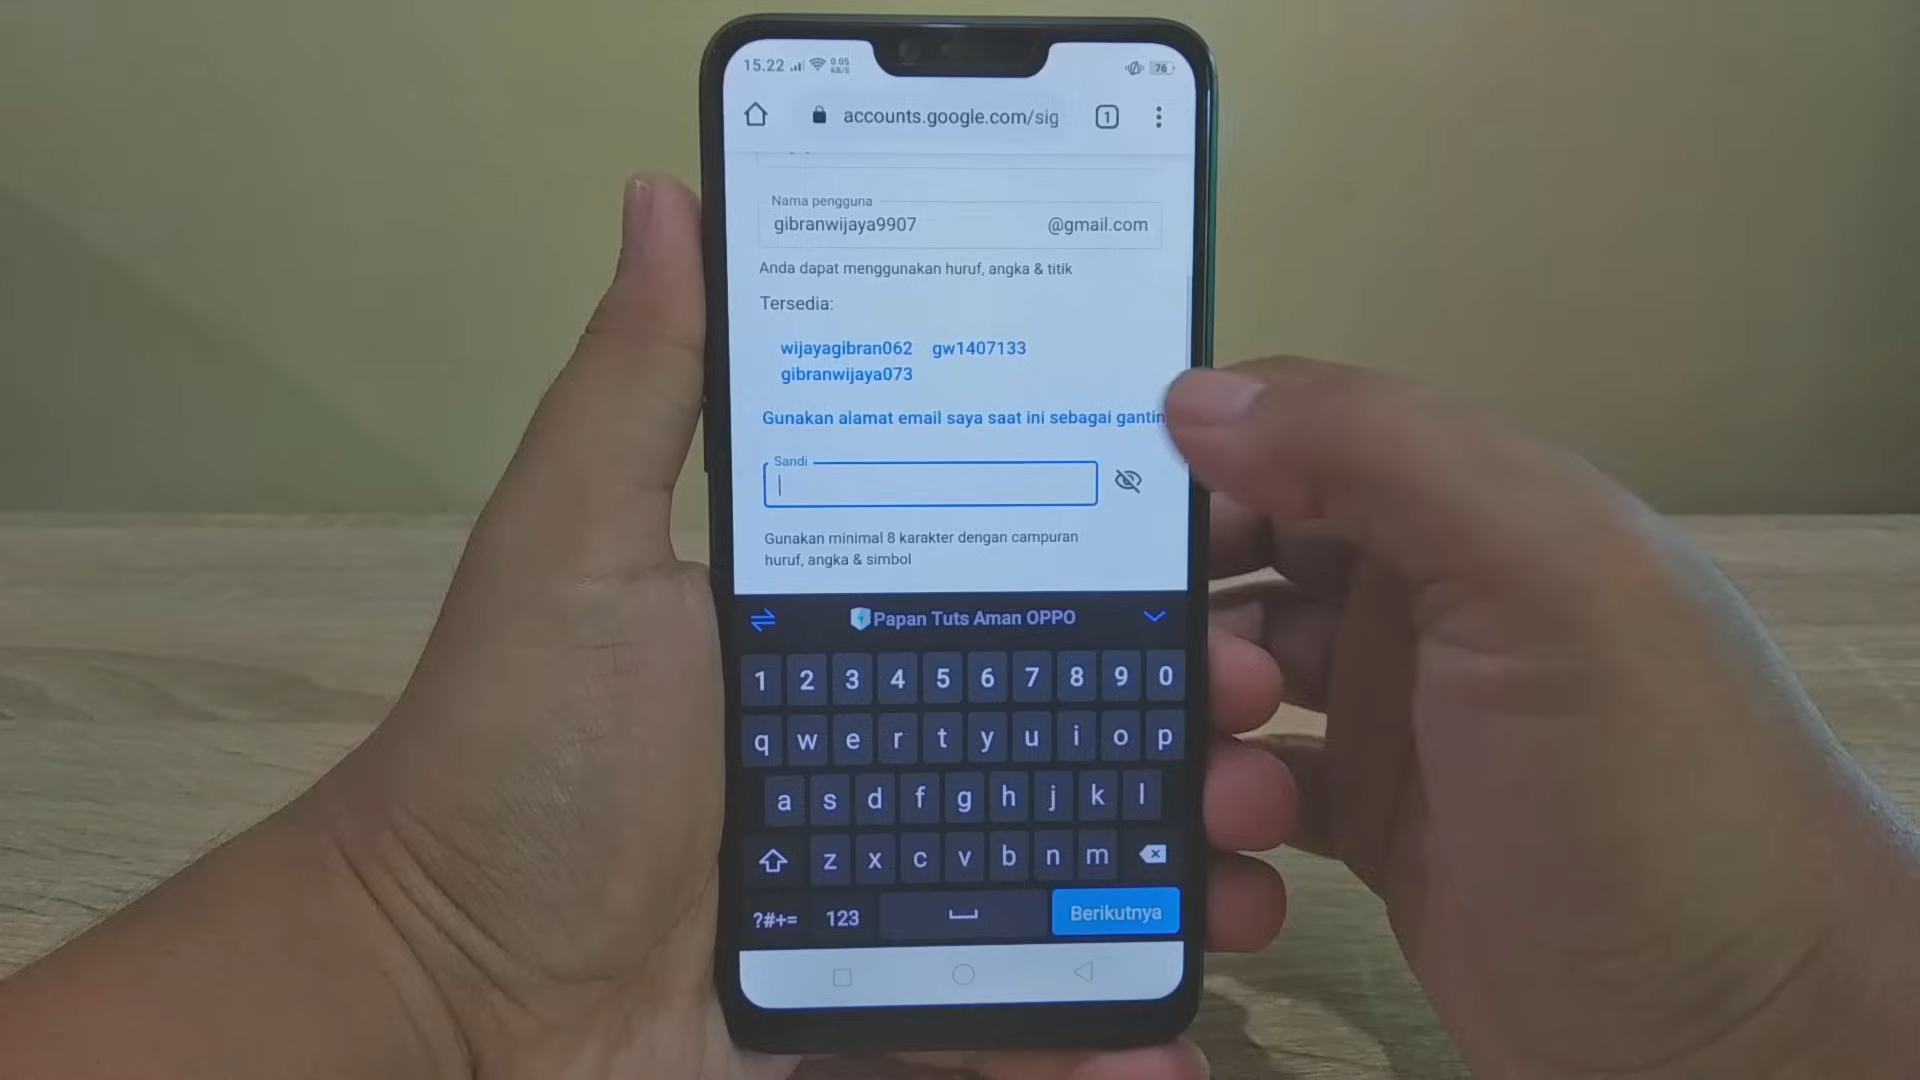 15.22 0.05 KB/S 76
accounts.google.com/sig 1
Nama pengguna
gibranwijaya9907 @gmail.com
Anda dapat menggunakan huruf, angka & titik
Tersedia:
wijayagibran062 gw1407133
gibranwijaya073
Gunakan alamat email saya saat ini sebagai gantin
Sandi
Gunakan minimal 8 karakter dengan campuran
huruf, angka & simbol
Papan Tuts Aman OPPO
1 2 3 4 5 6 7 8 9 0
q w e r t y u i o p
a s d f g h j k l
z x c v b n m
?#+= 123 Berikutnya